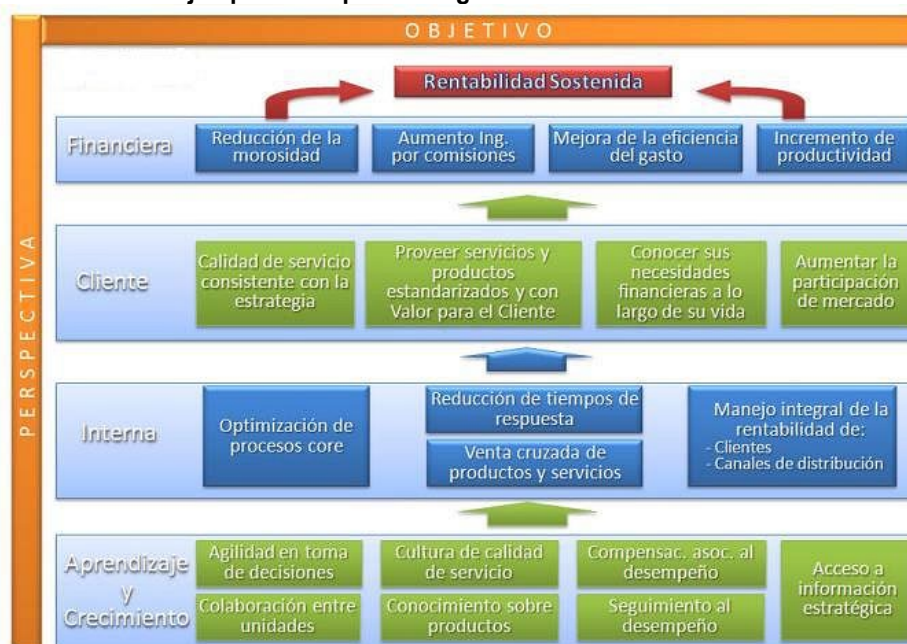 OBJETIVO
PERSPECTIVA
Rentabilidad Sostenida
Financiera
Reducción de la
morosidad
Aumento Ing.
por comisiones
Mejora de la eficiencia
del gasto
Incremento de
productividad
Cliente
Calidad de servicio
consistente con la
estrategia
Proveer servicios y
productos
estandarizados y con
Valor para el Cliente
Conocer sus
necesidades
financieras a lo
largo de su vida
Aumentar la
participación
de mercado
Interna
Optimización de
procesos core
Reducción de tiempos de
respuesta
Venta cruzada de
productos y servicios
Manejo integral de la
rentabilidad de:
- Clientes
- Canales de distribución
Aprendizaje
y
Crecimiento
Agilidad en toma
de decisiones
Cultura de calidad
de servicio
Compensac. asoc. al
desempeño
Acceso a
información
estratégica
Colaboración entre
unidades
Conocimiento sobre
productos
Seguimiento al
desempeño